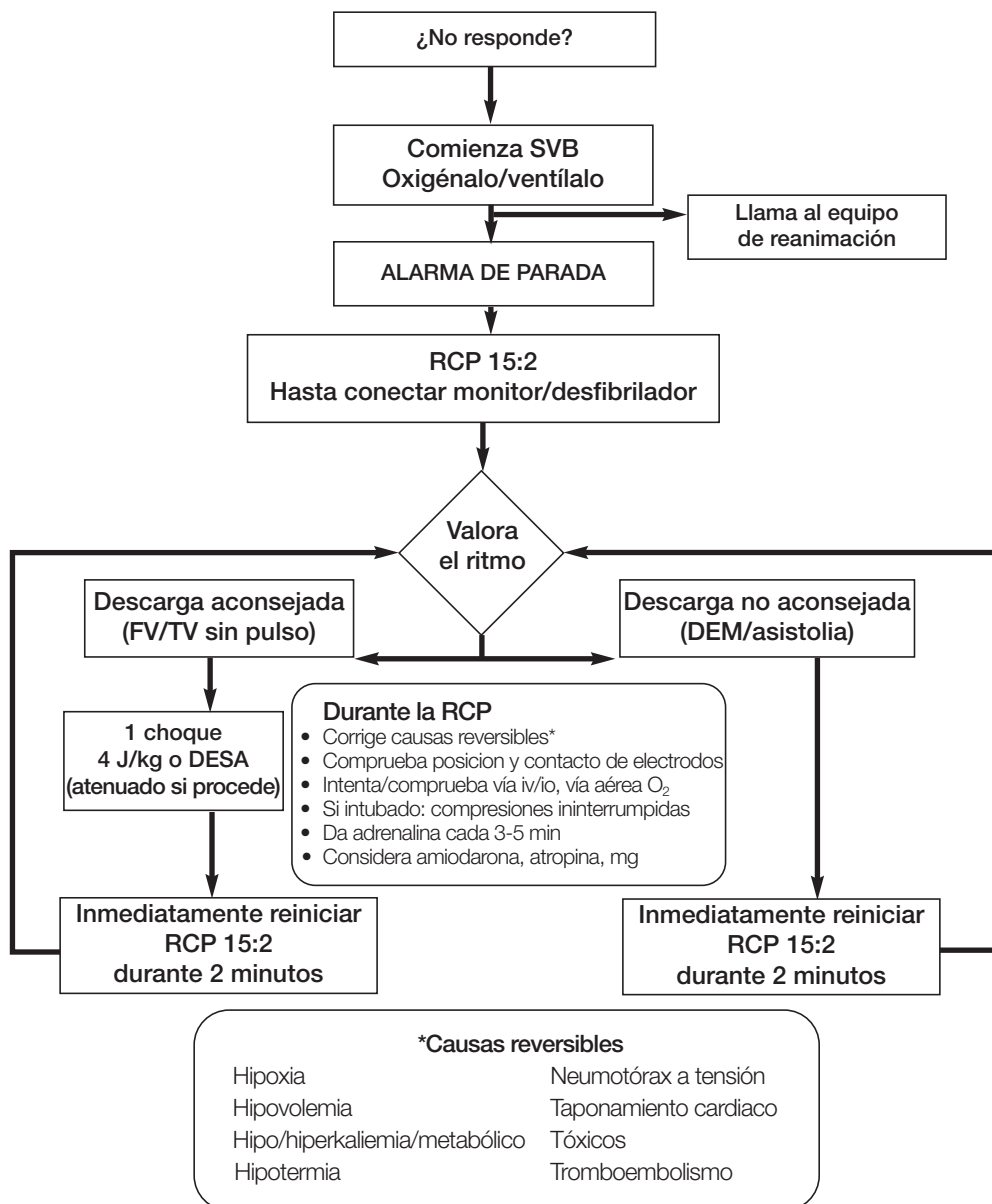 ¿No responde?
Comienza SVB
Oxigénalo/ventílalo
Llama al equipo
de reanimación
ALARMA DE PARADA
RCP 15:2
Hasta conectar monitor/desfibrilador
Valora
el ritmo
Descarga aconsejada
(FV/TV sin pulso)
Descarga no aconsejada
(DEM/asistolia)
1 choque
4 J/kg o DESA
(atenuado si procede)
Durante la RCP
• Corrige causas reversibles*
• Comprueba posicion y contacto de electrodos
• Intenta/comprueba vía iv/io, vía aérea O₂
• Si intubado: compresiones ininterrumpidas
• Da adrenalina cada 3-5 min
• Considera amiodarona, atropina, mg
Inmediatamente reiniciar
RCP 15:2
durante 2 minutos
Inmediatamente reiniciar
RCP 15:2
durante 2 minutos
*Causas reversibles
Hipoxia
Hipovolemia
Hipo/hiperkaliemia/metabólico
Hipotermia
Neumotórax a tensión
Taponamiento cardiaco
Tóxicos
Tromboembolismo